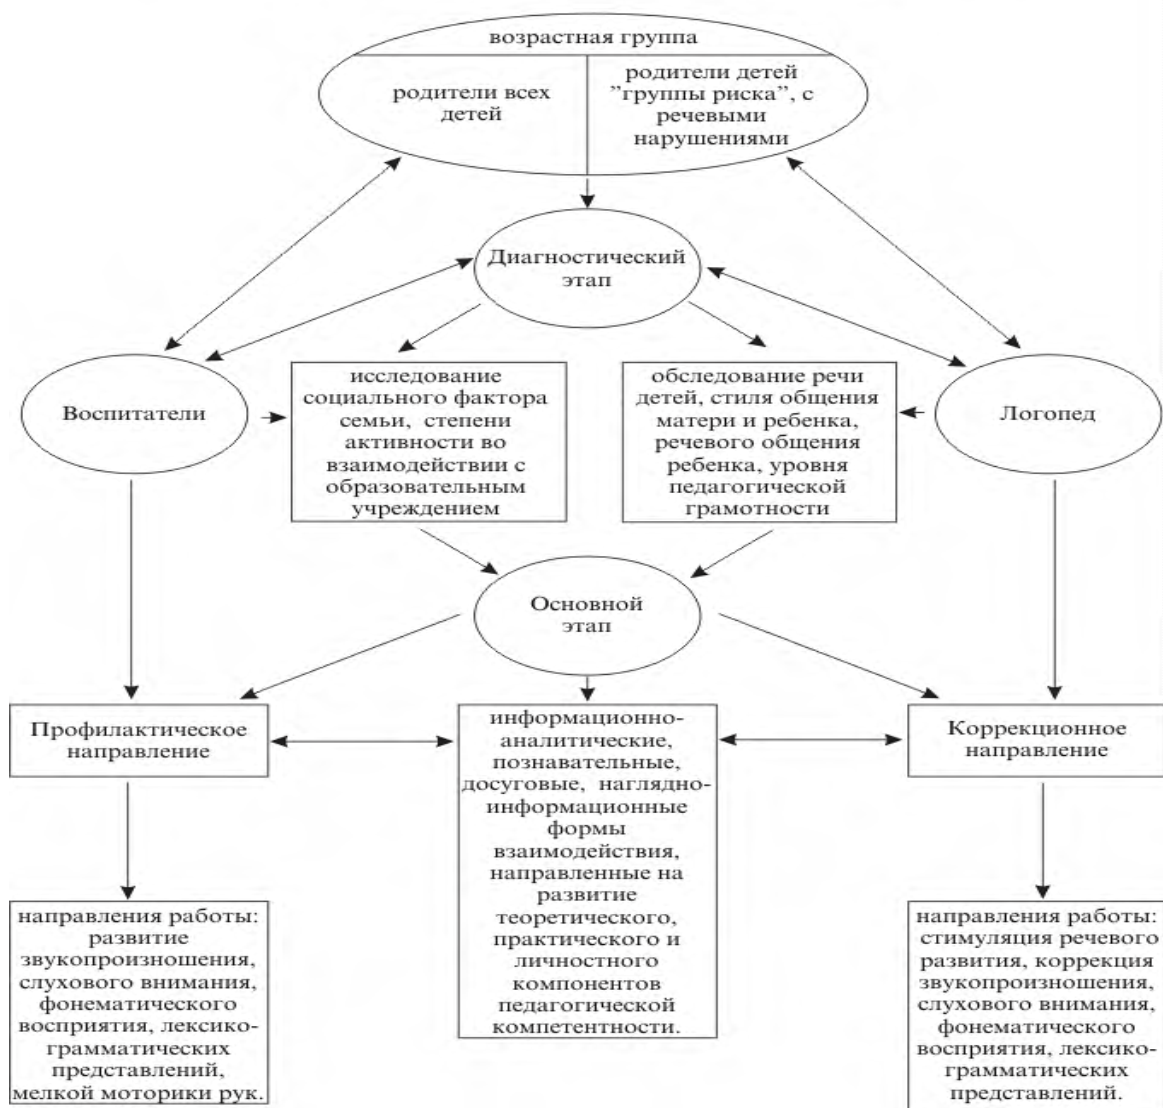 возрастная группа
родители всех
детей
родители детей
”группы риска”, с
речевыми
нарушениями
Диагностический
этап
Воспитатели
исследование
социального фактора
семьи, степени
активности во
взаимодействии с
образовательным
учреждением
обследование речи
детей, стиля общения
матери и ребенка,
речевого общения
ребенка, уровня
педагогической
грамотности
Логопед
Основной
этап
Профилактическое
направление
информационно-
аналитические,
познавательные,
досуговые, наглядно-
информационные
формы
взаимодействия,
направленные на
развитие
теоретического,
практического и
личностного
компонентов
педагогической
компетентности.
Коррекционное
направление
направления работы:
развитие
звукопроизношения,
слухового внимания,
фонематического
восприятия, лексико-
грамматических
представлений,
мелкой моторики рук.
направления работы:
стимуляция речевого
развития, коррекция
звукопроизношения,
слухового внимания,
фонематического
восприятия, лексико-
грамматических
представлений.